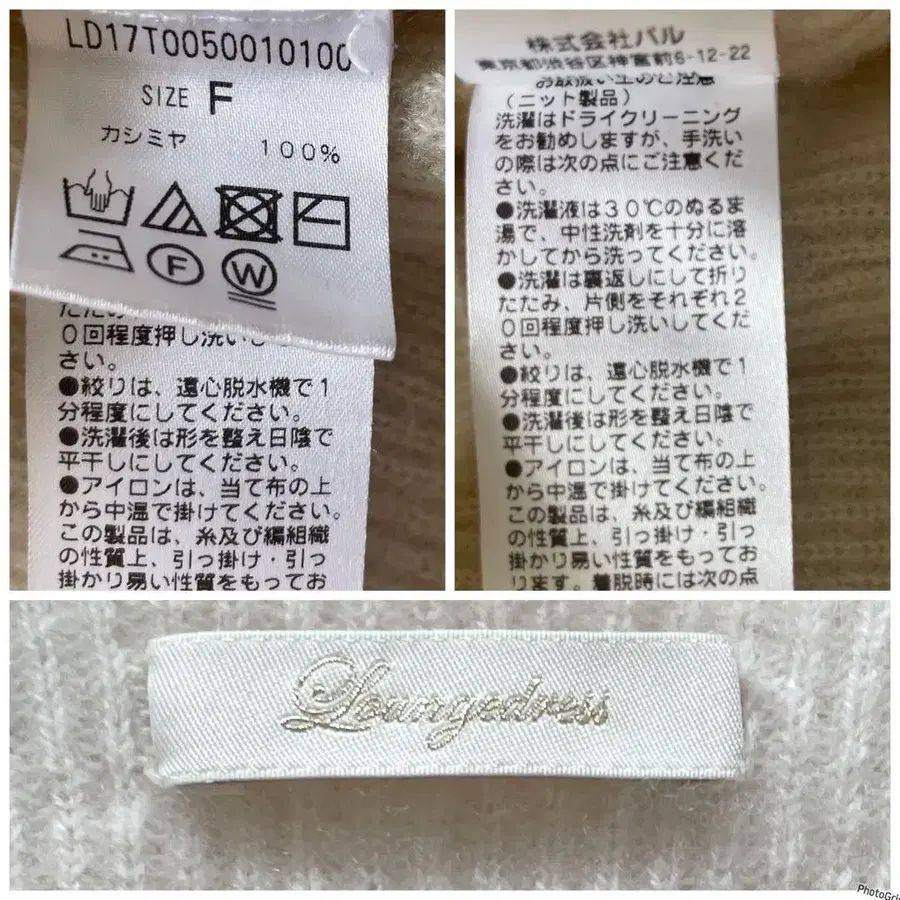 LD17T0050010100
SIZE F
カシミヤ 100%
F
W
0回程度押し洗い
さい。
●絞りは、遠心脱水機で1
分程度にしてください。
●洗濯後は形を整え日陰で
平干しにしてください。
●アイロンは、当て布の上
から中温で掛けてください。
この製品は、糸及び編組織
の性質上、引っ掛け・引っ
掛かり易い性質をもってお
株式会社バル
東京都渋谷区神宮前6-12-22
お取扱い上のご注意
(ニット製品)
洗濯はドライクリーニング
をお勧めしますが、手洗い
の際は次の点にご注意くだ
さい。
●洗濯液は30℃のぬるま
湯で、中性洗剤を十分に溶
かしてから洗ってください。
●洗濯は裏返しにして折り
たたみ、片側をそれぞれ2
0回程度押し洗いしてくだ
さい。
●絞りは、遠心脱水機で1
分程度にしてください。
●洗濯後は形を整え日陰で
平干しにしてください。
●アイロンは、当て布の上
から中温で掛けてください。
この製品は、糸及び編組織
の性質上、引っ掛け・引っ
掛かり易い性質をもってお
ります。着脱時には次の点
Loungedress
PhotoGri